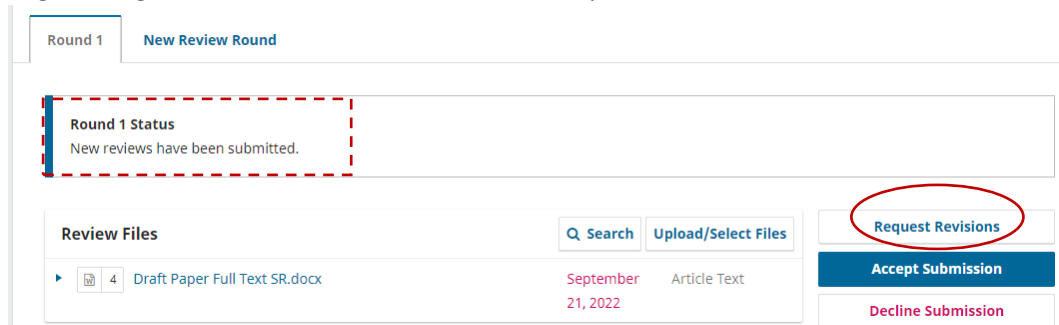 Round 1 New Review Round
Round 1 Status
New reviews have been submitted.
Review Files Search Upload/Select Files
4 Draft Paper Full Text SR.docx September Article Text
21, 2022
Request Revisions
Accept Submission
Decline Submission